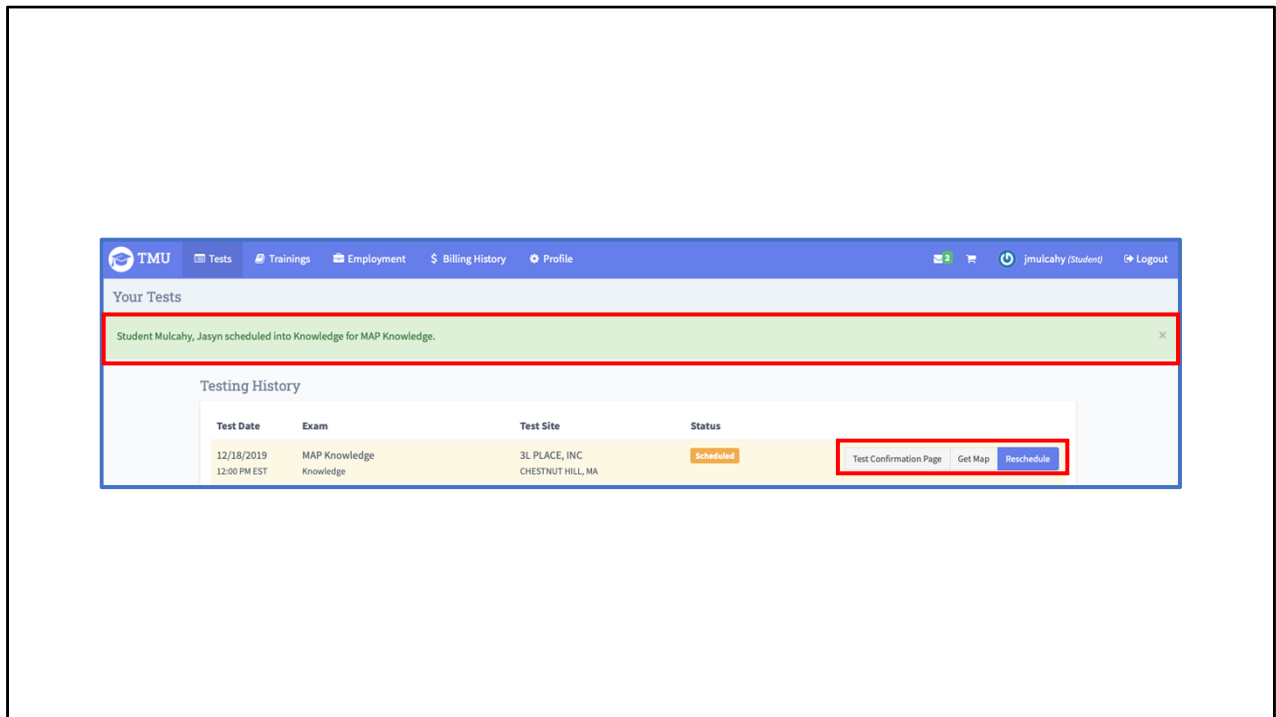 TMU Tests Trainings Employment $ Billing History Profile 2 jmulcahy (Student) Logout
Your Tests
Student Mulcahy, Jasyn scheduled into Knowledge for MAP Knowledge. ×
Testing History
Test Date Exam Test Site Status
12/18/2019 MAP Knowledge 3L PLACE, INC Scheduled Test Confirmation Page Get Map Reschedule
12:00 PM EST Knowledge CHESTNUT HILL, MA